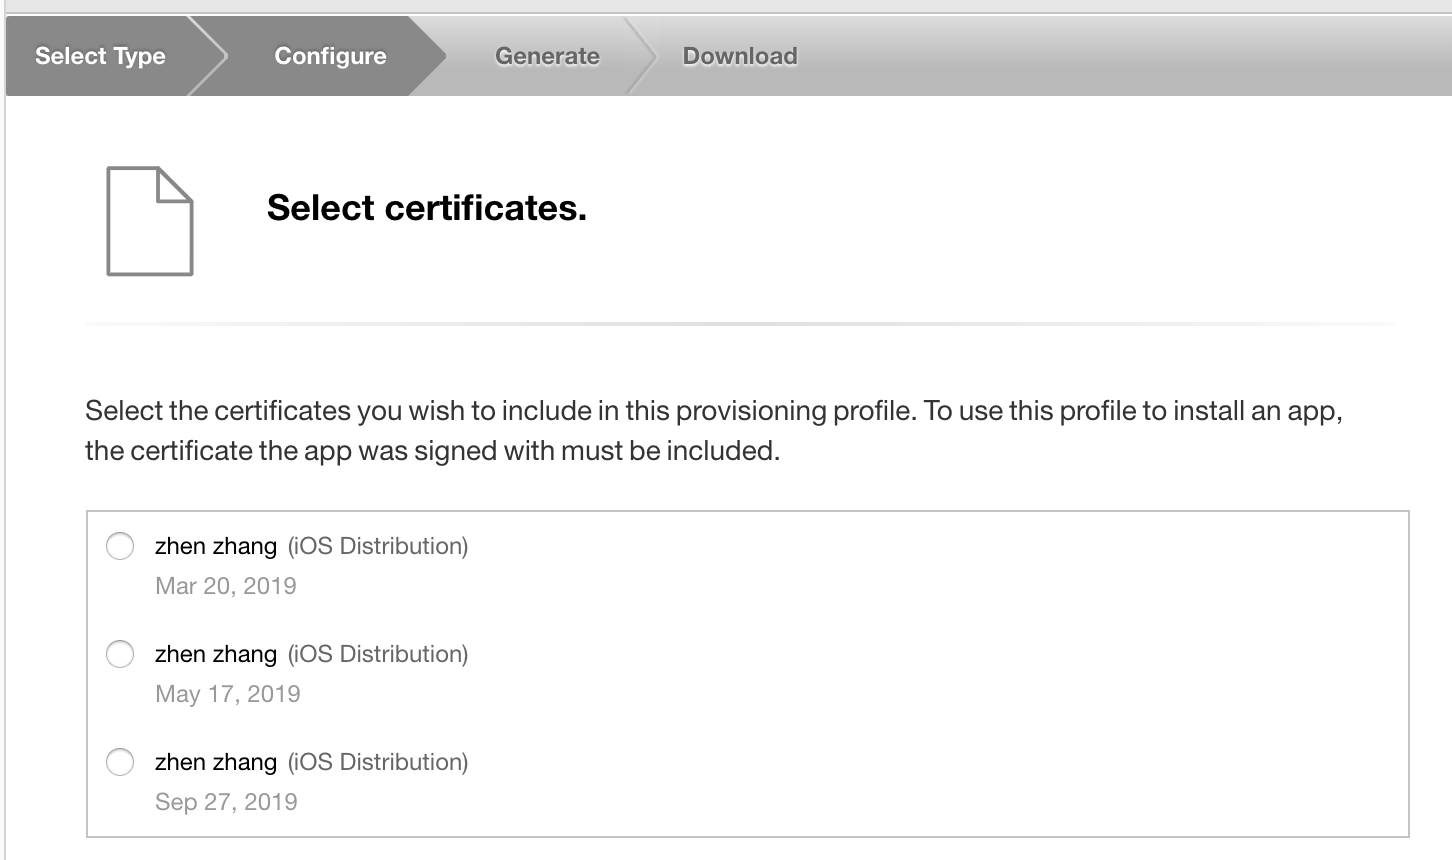 Select Type
Configure
Generate
Download
Select certificates.
Select the certificates you wish to include in this provisioning profile. To use this profile to install an app,
the certificate the app was signed with must be included.
zhen zhang (iOS Distribution)
Mar 20, 2019
zhen zhang (iOS Distribution)
May 17, 2019
zhen zhang (iOS Distribution)
Sep 27, 2019